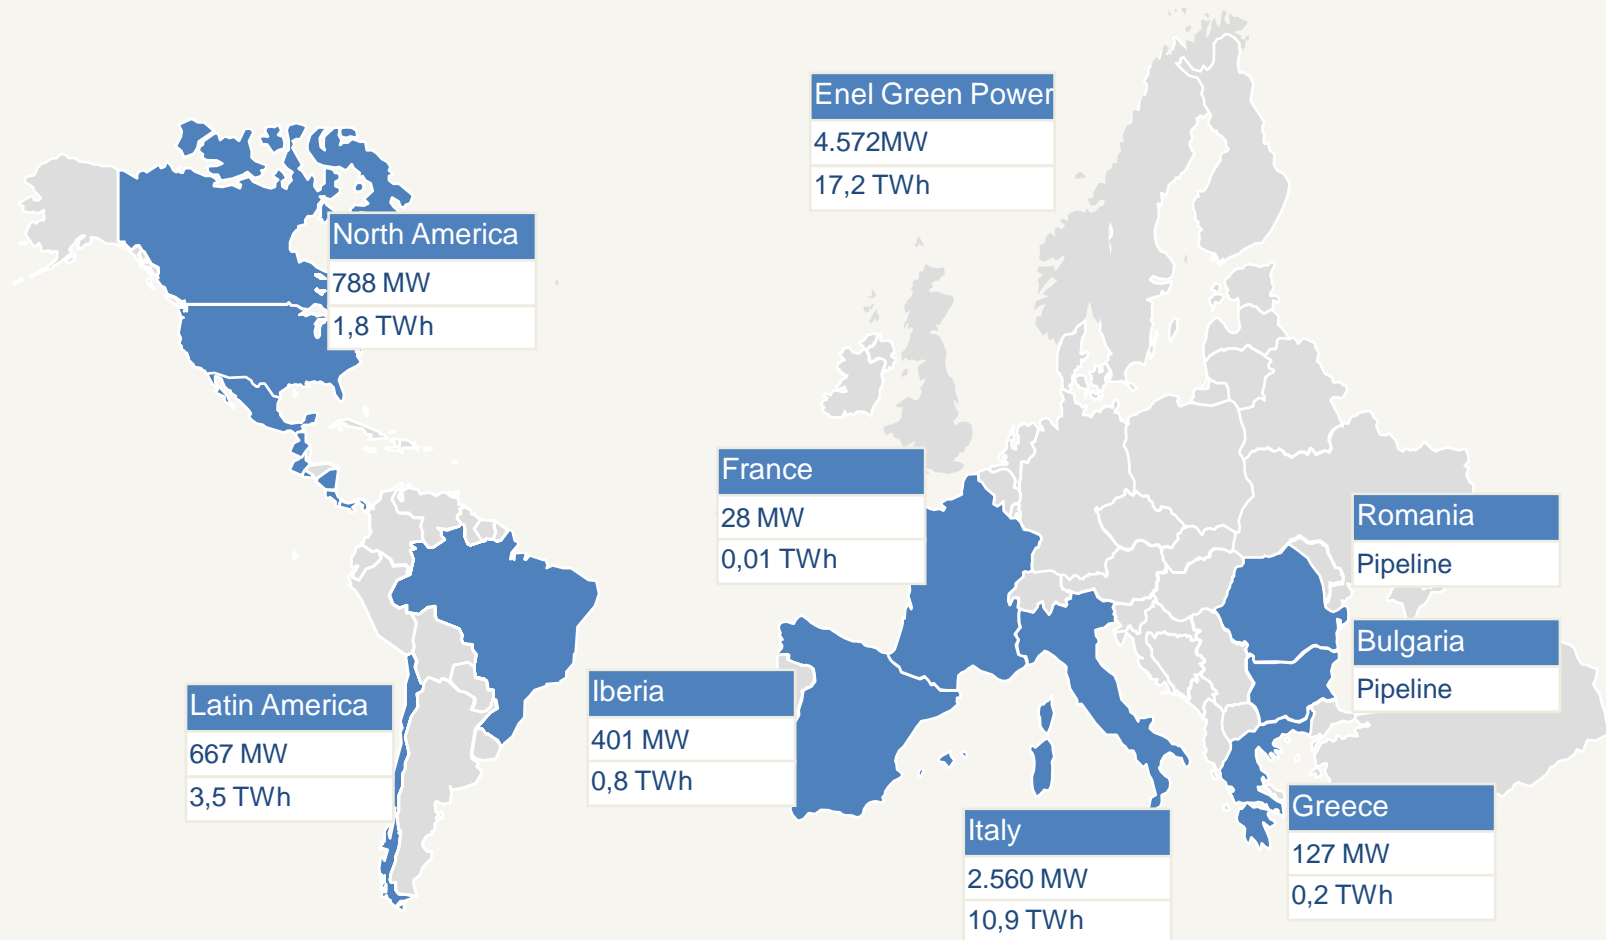 Enel Green Power
4.572MW
17,2 TWh
North America
788 MW
1,8 TWh
France
28 MW
0,01 TWh
Romania
Pipeline
Bulgaria
Pipeline
Latin America
667 MW
3,5 TWh
Iberia
401 MW
0,8 TWh
Italy
2.560 MW
10,9 TWh
Greece
127 MW
0,2 TWh